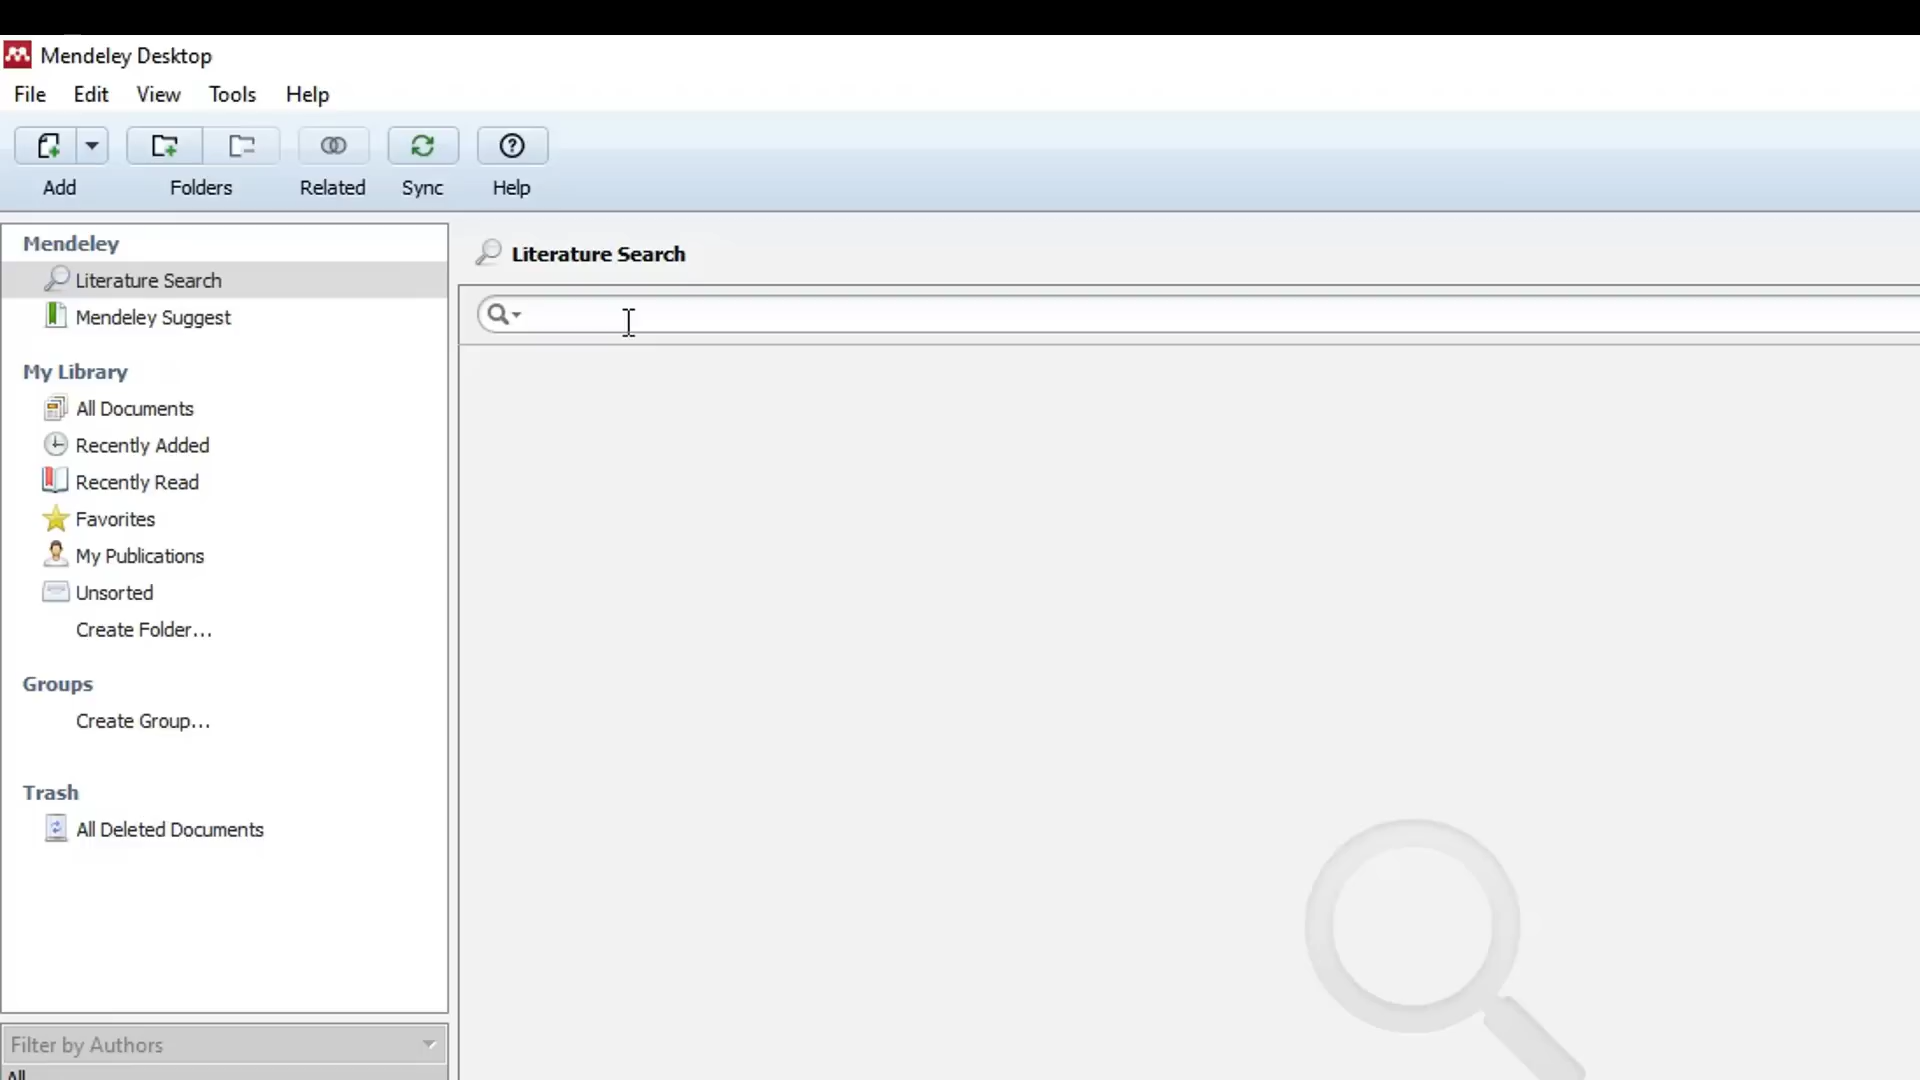 Mendeley Desktop
File Edit View Tools Help
Add Folders Related Sync Help
Mendeley
Literature Search
Mendeley Suggest
My Library
All Documents
Recently Added
Recently Read
Favorites
My Publications
Unsorted
Create Folder...
Groups
Create Group...
Trash
All Deleted Documents
Filter by Authors
All
Literature Search